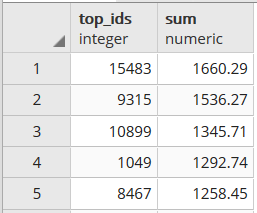 top_ids sum
integer numeric
1 15483 1660.29
2 9315 1536.27
3 10899 1345.71
4 1049 1292.74
5 8467 1258.45